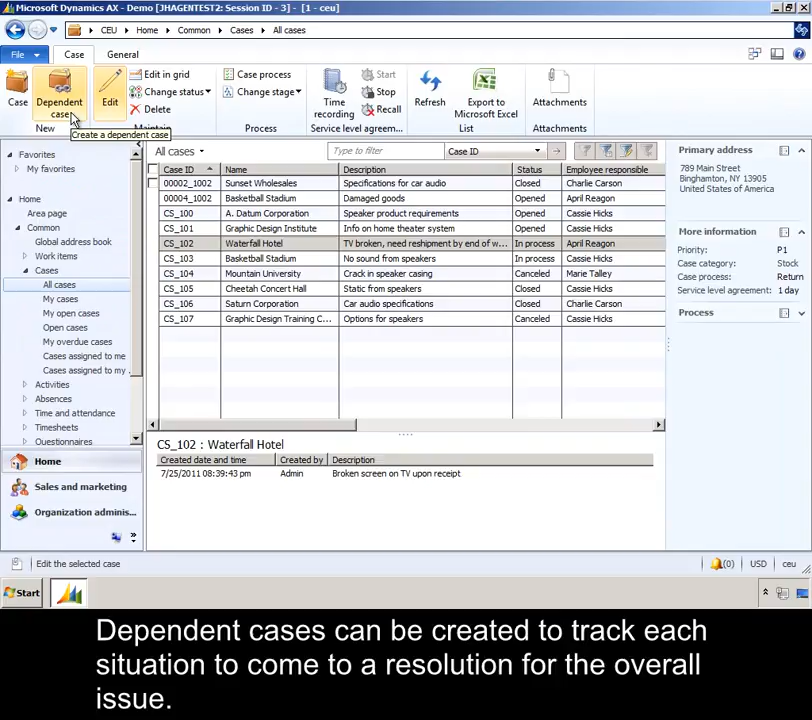 Microsoft Dynamics AX - Demo [JHAGENTEST2: Session ID - 3] - [1 - ceu]
CEU Home Common Cases All cases
File Case General
Case
Dependent case
Edit
Edit in grid
Change status
Delete
Case process
Change stage
Time recording
Start
Stop
Recall
Refresh
Export to Microsoft Excel
Attachments
New
Process
Service level agreem...
List
Attachments
Create a dependent case
Favorites
My favorites
Home
Area page
Common
Global address book
Work items
Cases
All cases
My cases
My open cases
Open cases
My overdue cases
Cases assigned to me
Cases assigned to my ...
Activities
Absences
Time and attendance
Timesheets
Questionnaires
Home
Sales and marketing
Organization adminis...
All cases
Type to filter
Case ID
Case ID Name Description Status Employee responsible
00002_1002 Sunset Wholesales Specifications for car audio Closed Charlie Carson
00004_1002 Basketball Stadium Damaged goods Opened April Reagon
CS_100 A. Datum Corporation Speaker product requirements Opened Cassie Hicks
CS_101 Graphic Design Institute Info on home theater system Opened Cassie Hicks
CS_102 Waterfall Hotel TV broken, need reshipment by end of w... In process April Reagon
CS_103 Basketball Stadium No sound from speakers In process Cassie Hicks
CS_104 Mountain University Crack in speaker casing Canceled Marie Talley
CS_105 Cheetah Concert Hall Static from speakers Closed Cassie Hicks
CS_106 Saturn Corporation Car audio specifications Closed Charlie Carson
CS_107 Graphic Design Training C... Options for speakers Canceled Cassie Hicks
CS_102 : Waterfall Hotel
Created date and time Created by Description
7/25/2011 08:39:43 pm Admin Broken screen on TV upon receipt
Primary address
789 Main Street
Binghamton, NY 13905
United States of America
More information
Priority: P1
Case category: Stock
Case process: Return
Service level agreement: 1 day
Process
Edit the selected case
(0) USD ceu
Start
Dependent cases can be created to track each
situation to come to a resolution for the overall
issue.